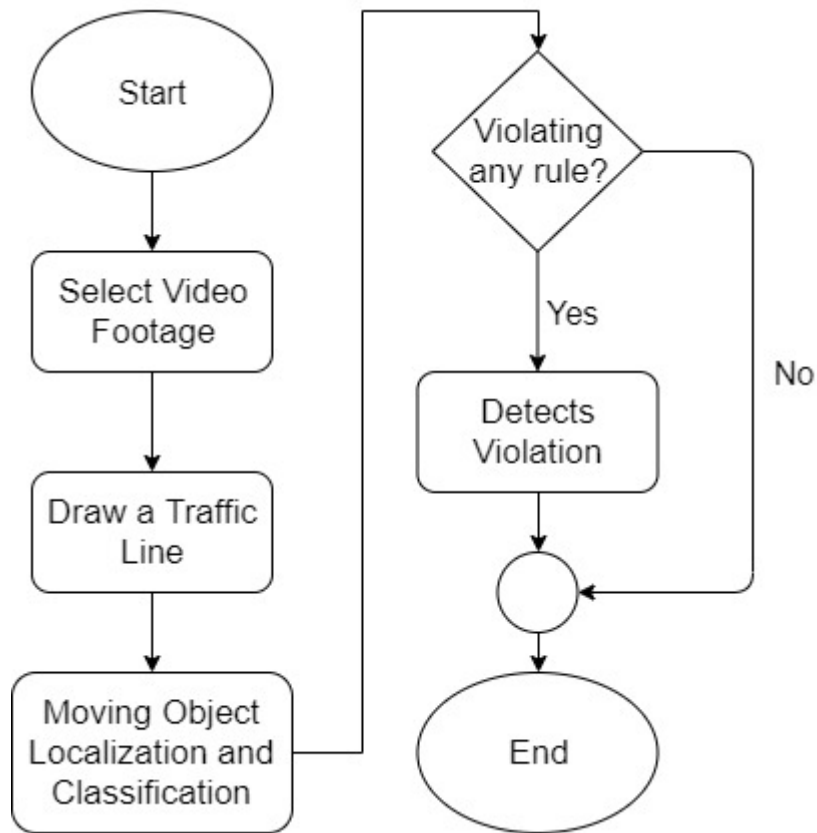 Start
Select Video
Footage
Draw a Traffic
Line
Moving Object
Localization and
Classification
Violating
any rule?
Yes
No
Detects
Violation
End